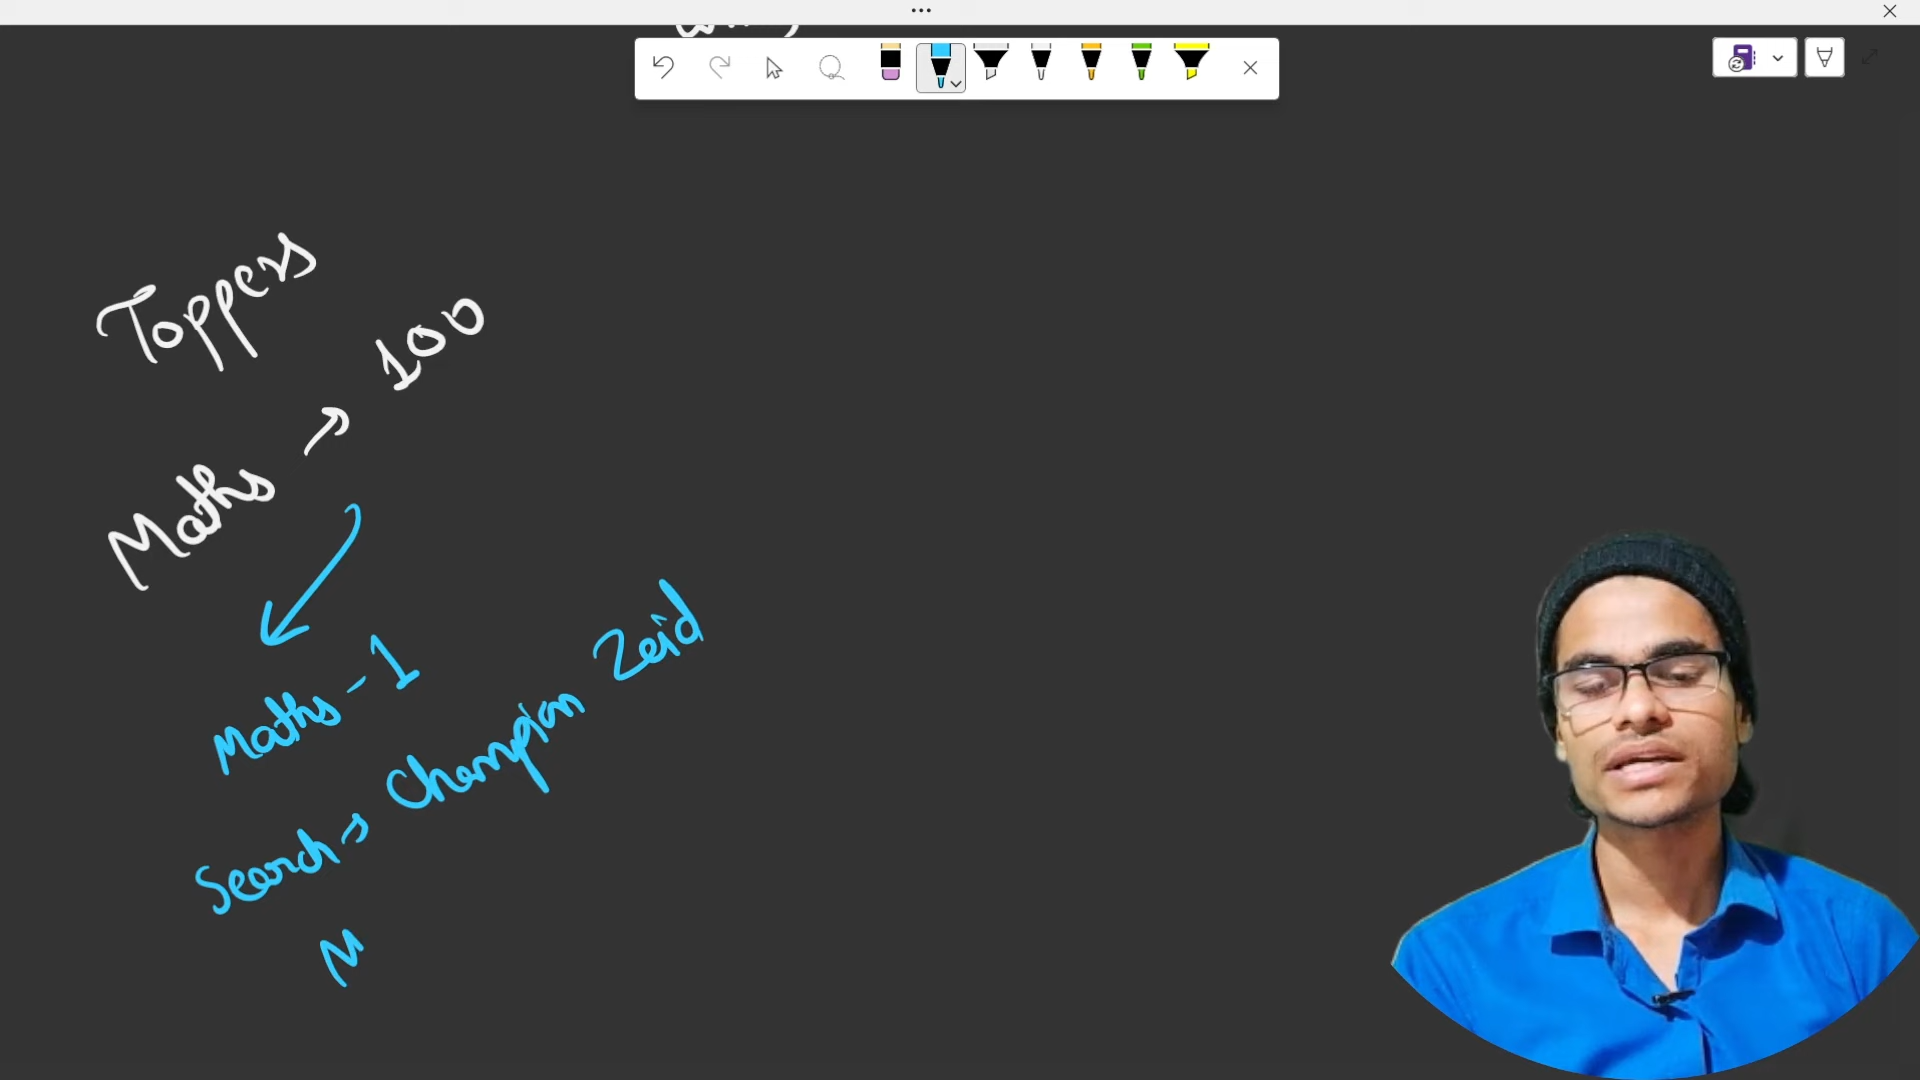 Toppers
Maths → 100
Maths - 1
Search → Champion Zeid
M